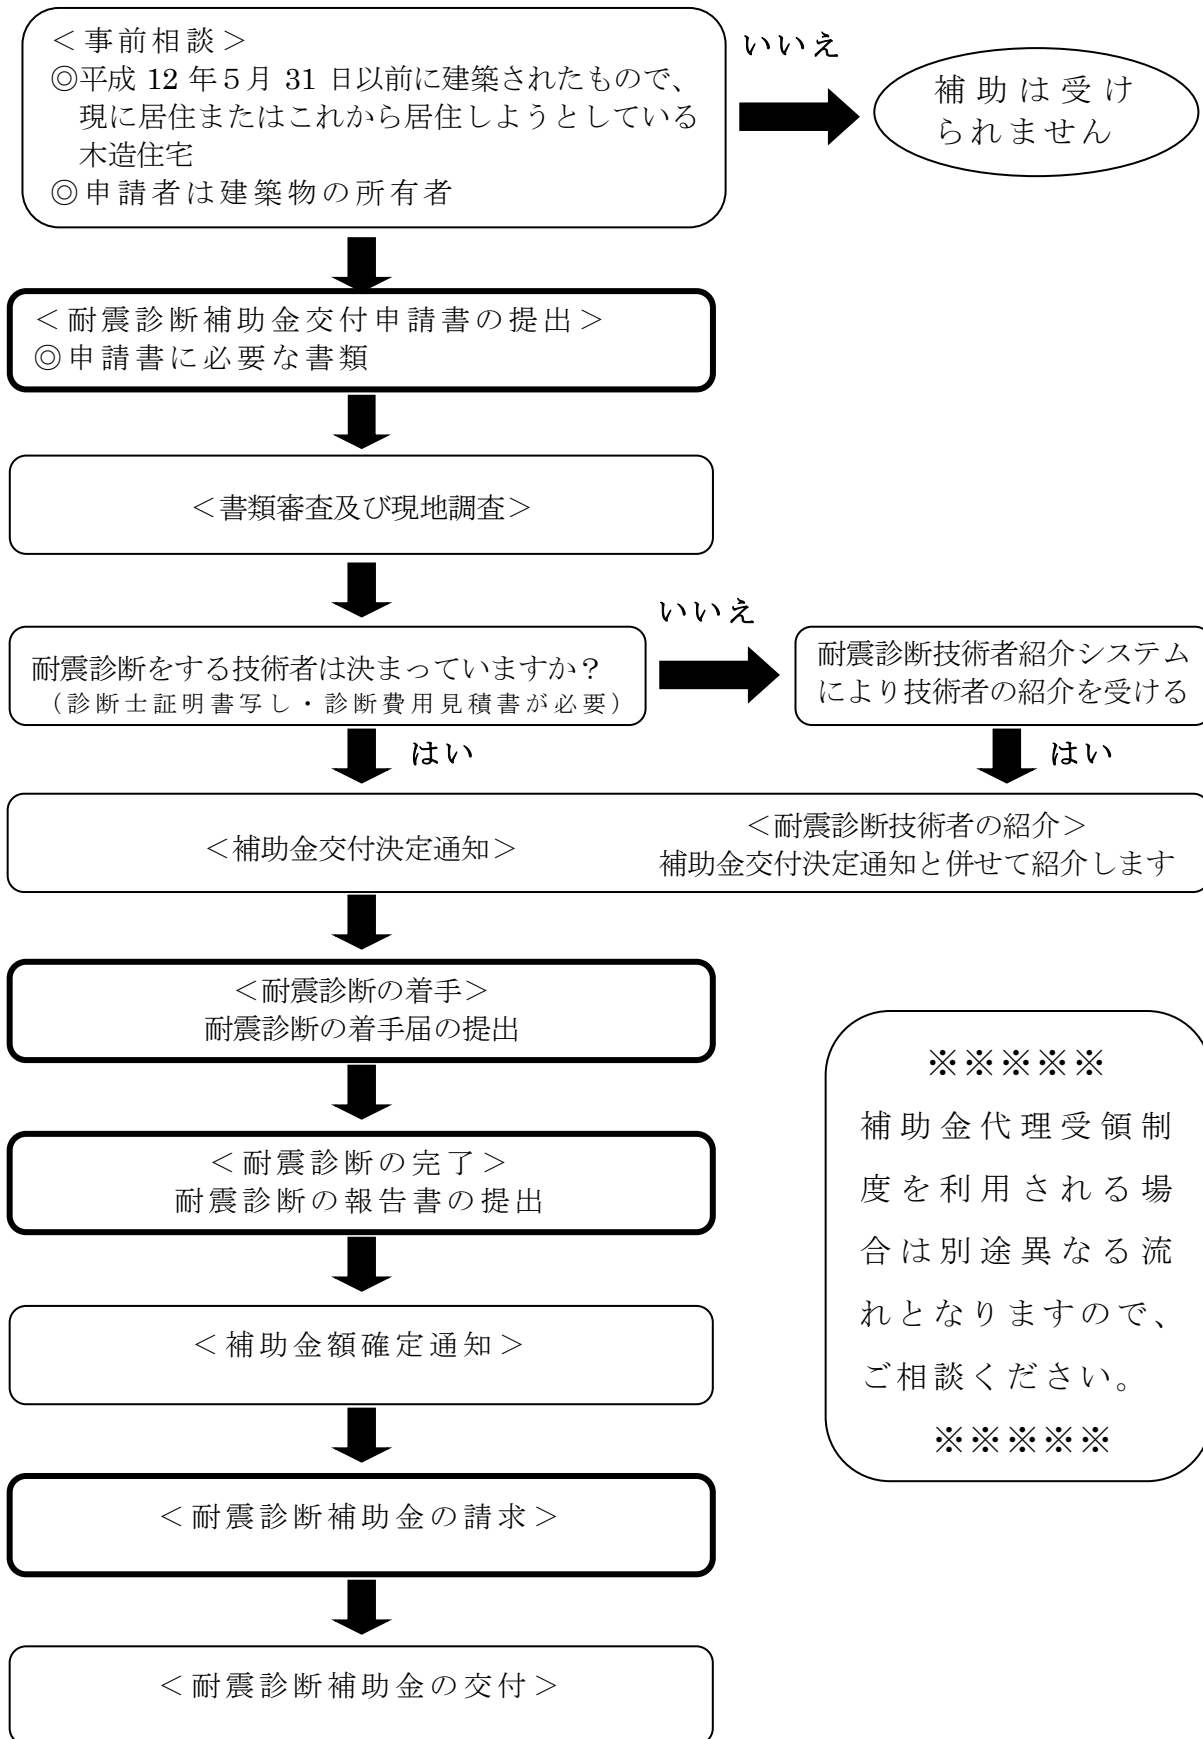 ＜事前相談＞
◎平成 12 年５月 31 日以前に建築されたもので、
現に居住またはこれから居住しようとしている
木造住宅
◎申請者は建築物の所有者
いいえ
補助は受け
られません
＜耐震診断補助金交付申請書の提出＞
◎申請書に必要な書類
＜書類審査及び現地調査＞
耐震診断をする技術者は決まっていますか？
（診断士証明書写し・診断費用見積書が必要）
いいえ
耐震診断技術者紹介システム
により技術者の紹介を受ける
はい
はい
＜補助金交付決定通知＞
＜耐震診断技術者の紹介＞
補助金交付決定通知と併せて紹介します
＜耐震診断の着手＞
耐震診断の着手届の提出
＜耐震診断の完了＞
耐震診断の報告書の提出
＜補助金額確定通知＞
＜耐震診断補助金の請求＞
＜耐震診断補助金の交付＞
※※※※※
補助金代理受領制
度を利用される場
合は別途異なる流
れとなりますので、
ご相談ください。
※※※※※